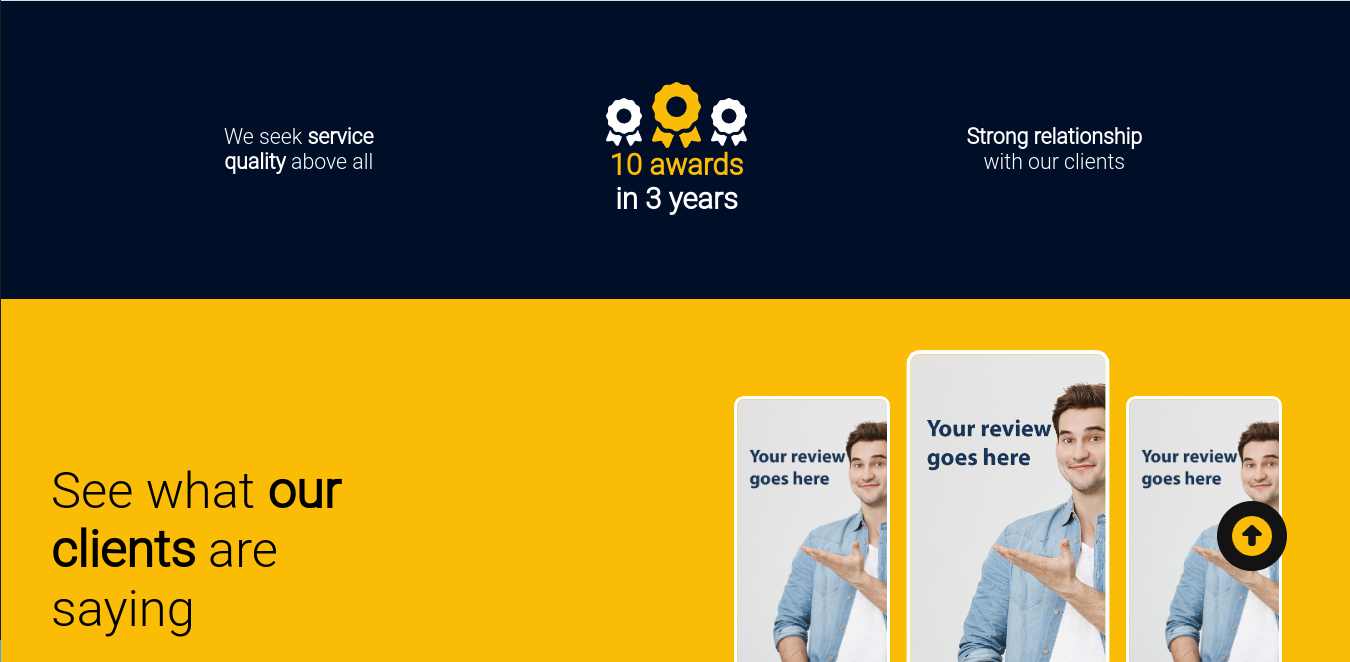 We seek service
quality above all
10 awards
in 3 years
Strong relationship
with our clients
See what our
clients are
saying
Your review
goes here
Your review
goes here
Your review
goes here